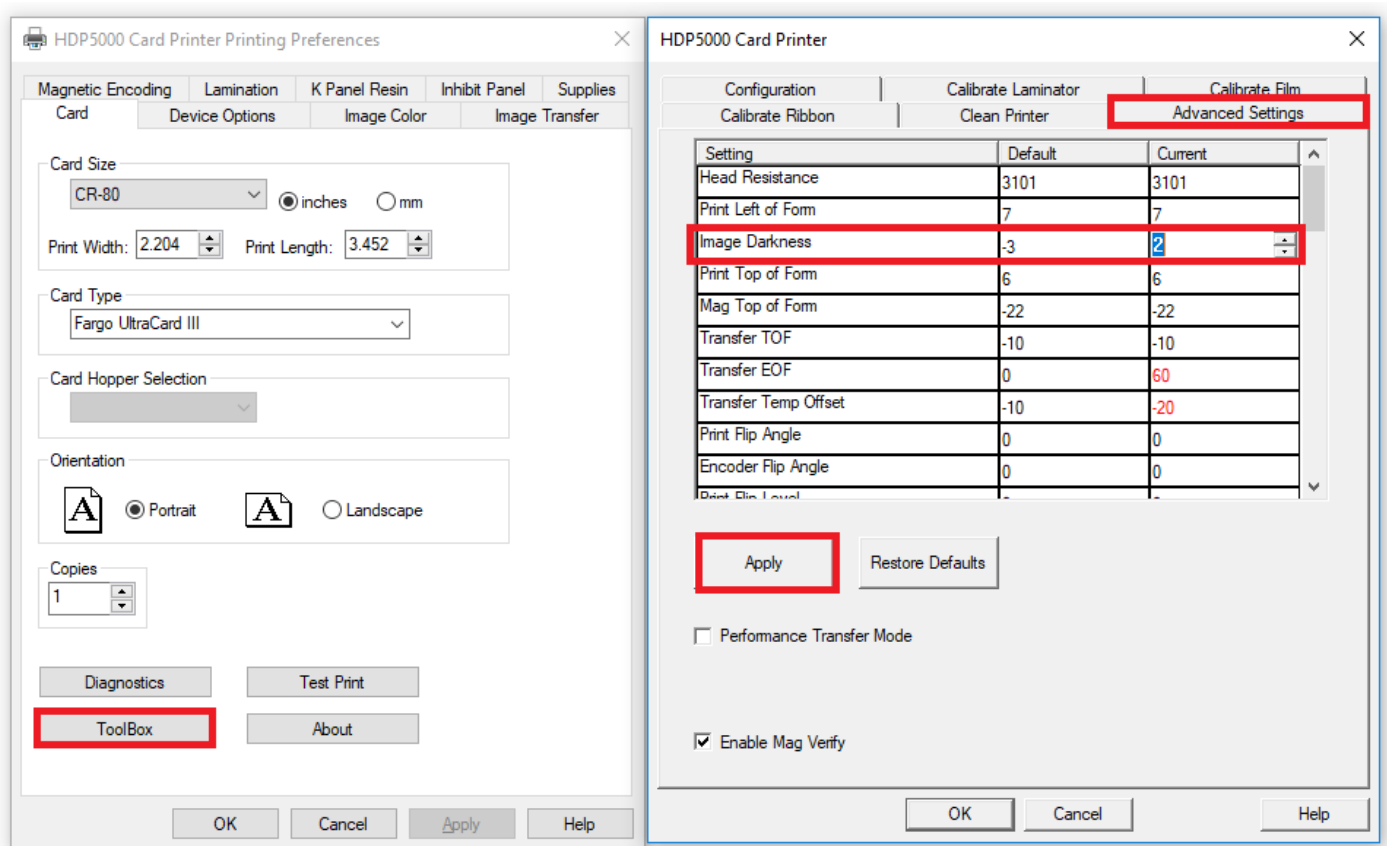 HDP5000 Card Printer Printing Preferences
Magnetic Encoding Lamination K Panel Resin Inhibit Panel Supplies
Card Device Options Image Color Image Transfer
Card Size
CR-80 inches mm
Print Width: 2.204 Print Length: 3.452
Card Type
Fargo UltraCard III
Card Hopper Selection
Orientation
A Portrait A Landscape
Copies
1
Diagnostics Test Print
ToolBox About
OK Cancel Apply Help
HDP5000 Card Printer
Configuration Calibrate Laminator Calibrate Film
Calibrate Ribbon Clean Printer Advanced Settings
Setting Default Current
Head Resistance 3101 3101
Print Left of Form 7 7
Image Darkness -3 2
Print Top of Form 6 6
Mag Top of Form -22 -22
Transfer TOF -10 -10
Transfer EOF 0 60
Transfer Temp Offset -10 -20
Print Flip Angle 0 0
Encoder Flip Angle 0 0
Print Flip Level
Apply Restore Defaults
Performance Transfer Mode
Enable Mag Verify
OK Cancel Help